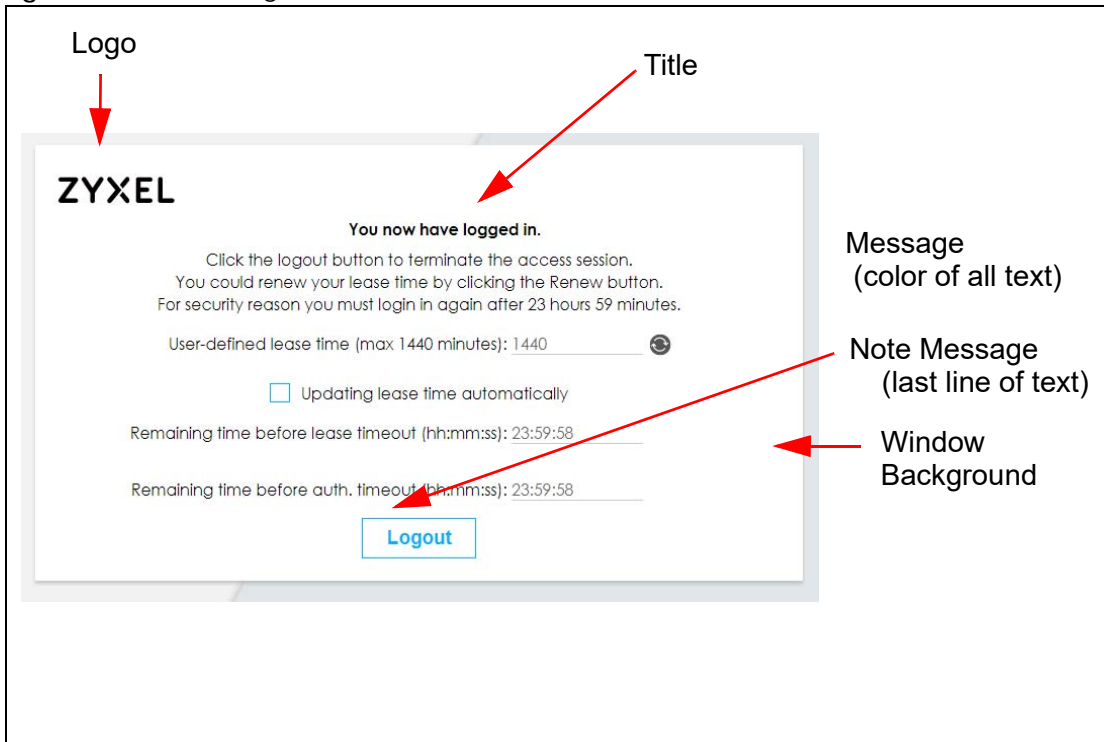 Logo
Title
ZYXEL
You now have logged in.
Click the logout button to terminate the access session.
You could renew your lease time by clicking the Renew button.
For security reason you must login in again after 23 hours 59 minutes.
User-defined lease time (max 1440 minutes): 1440
Updating lease time automatically
Remaining time before lease timeout (hh:mm:ss): 23:59:58
Remaining time before auth. timeout (hh:mm:ss): 23:59:58
Logout
Message
(color of all text)
Note Message
(last line of text)
Window
Background